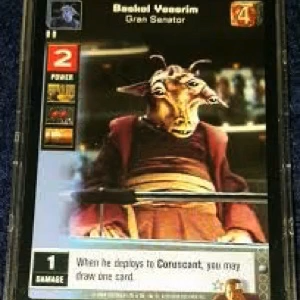 Baskol Yeesrim
Gran Senator
4
2
POWER
1
DAMAGE
When he deploys to Coruscant, you may
draw one card.